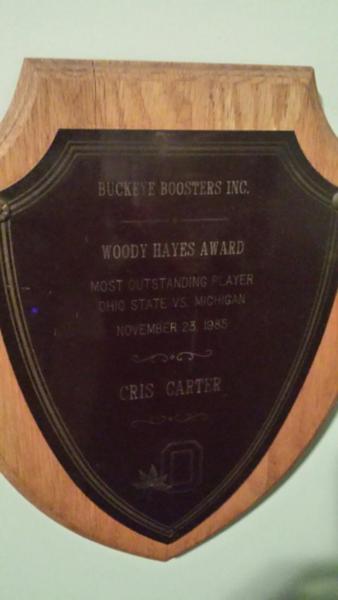 BUCKEYE BOOSTERS INC.
WOODY HAYES AWARD
MOST OUTSTANDING PLAYER
OHIO STATE VS. MICHIGAN
NOVEMBER 23, 1985
CRIS CARTER
O